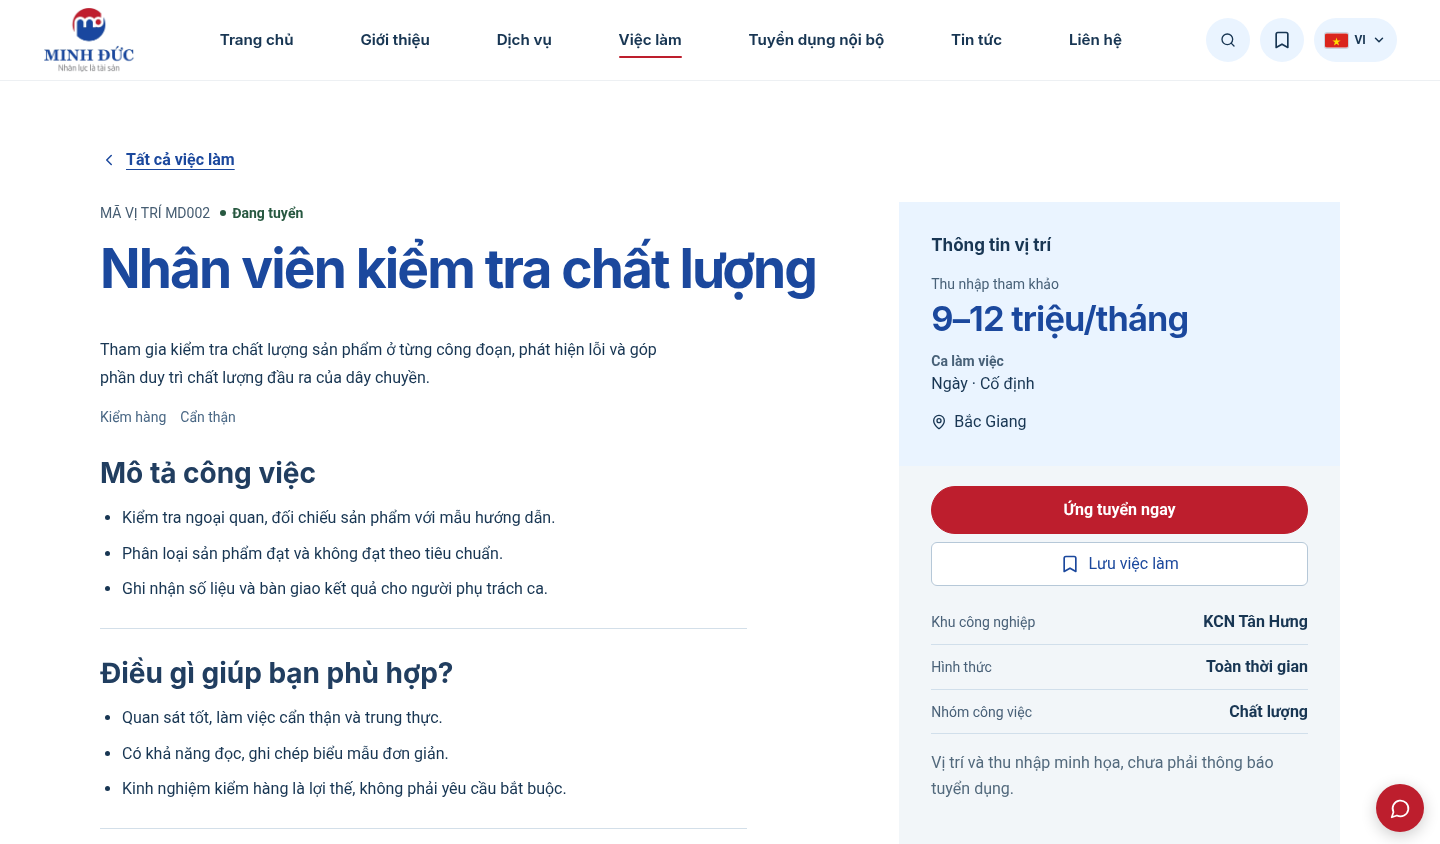 MINH ĐỨC
Nhân lực là tài sản
Trang chủ
Giới thiệu
Dịch vụ
Việc làm
Tuyển dụng nội bộ
Tin tức
Liên hệ
VI
Tất cả việc làm
MÃ VỊ TRÍ MD002
Đang tuyển
Nhân viên kiểm tra chất lượng
Tham gia kiểm tra chất lượng sản phẩm ở từng công đoạn, phát hiện lỗi và góp
phần duy trì chất lượng đầu ra của dây chuyền.
Kiểm hàng
Cẩn thận
Mô tả công việc
Kiểm tra ngoại quan, đối chiếu sản phẩm với mẫu hướng dẫn.
Phân loại sản phẩm đạt và không đạt theo tiêu chuẩn.
Ghi nhận số liệu và bàn giao kết quả cho người phụ trách ca.
Điều gì giúp bạn phù hợp?
Quan sát tốt, làm việc cẩn thận và trung thực.
Có khả năng đọc, ghi chép biểu mẫu đơn giản.
Kinh nghiệm kiểm hàng là lợi thế, không phải yêu cầu bắt buộc.
Thông tin vị trí
Thu nhập tham khảo
9–12 triệu/tháng
Ca làm việc
Ngày · Cố định
Bắc Giang
Ứng tuyển ngay
Lưu việc làm
Khu công nghiệp
KCN Tân Hưng
Hình thức
Toàn thời gian
Nhóm công việc
Chất lượng
Vị trí và thu nhập minh họa, chưa phải thông báo
tuyển dụng.